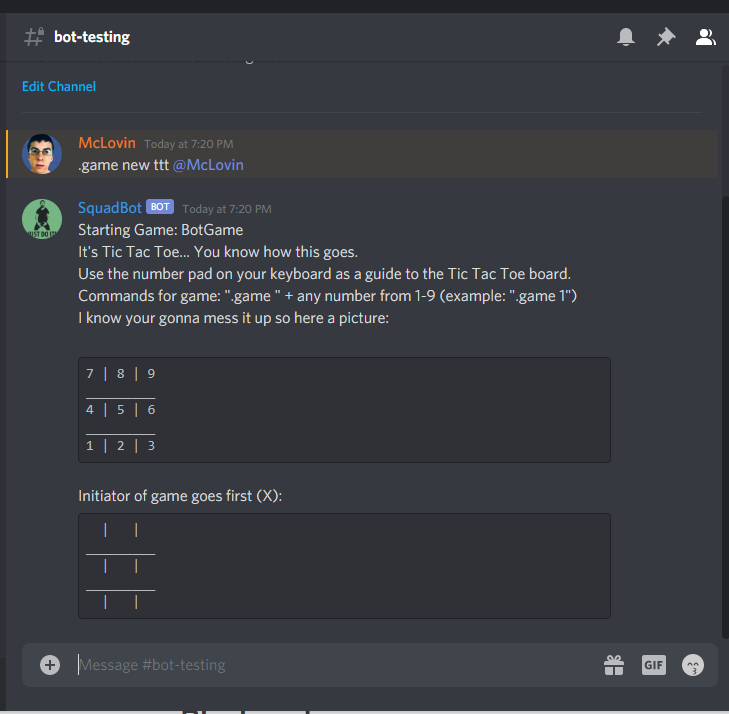 bot-testing
Edit Channel
McLovin Today at 7:20 PM
.game new ttt @McLovin
SquadBot BOT Today at 7:20 PM
Starting Game: BotGame
It's Tic Tac Toe... You know how this goes.
Use the number pad on your keyboard as a guide to the Tic Tac Toe board.
Commands for game: ".game " + any number from 1-9 (example: ".game 1")
I know your gonna mess it up so here a picture:
7 | 8 | 9
_________
4 | 5 | 6
_________
1 | 2 | 3
Initiator of game goes first (X):
| |
_________
| |
_________
| |
Message #bot-testing
GIF
JUST DO IT!